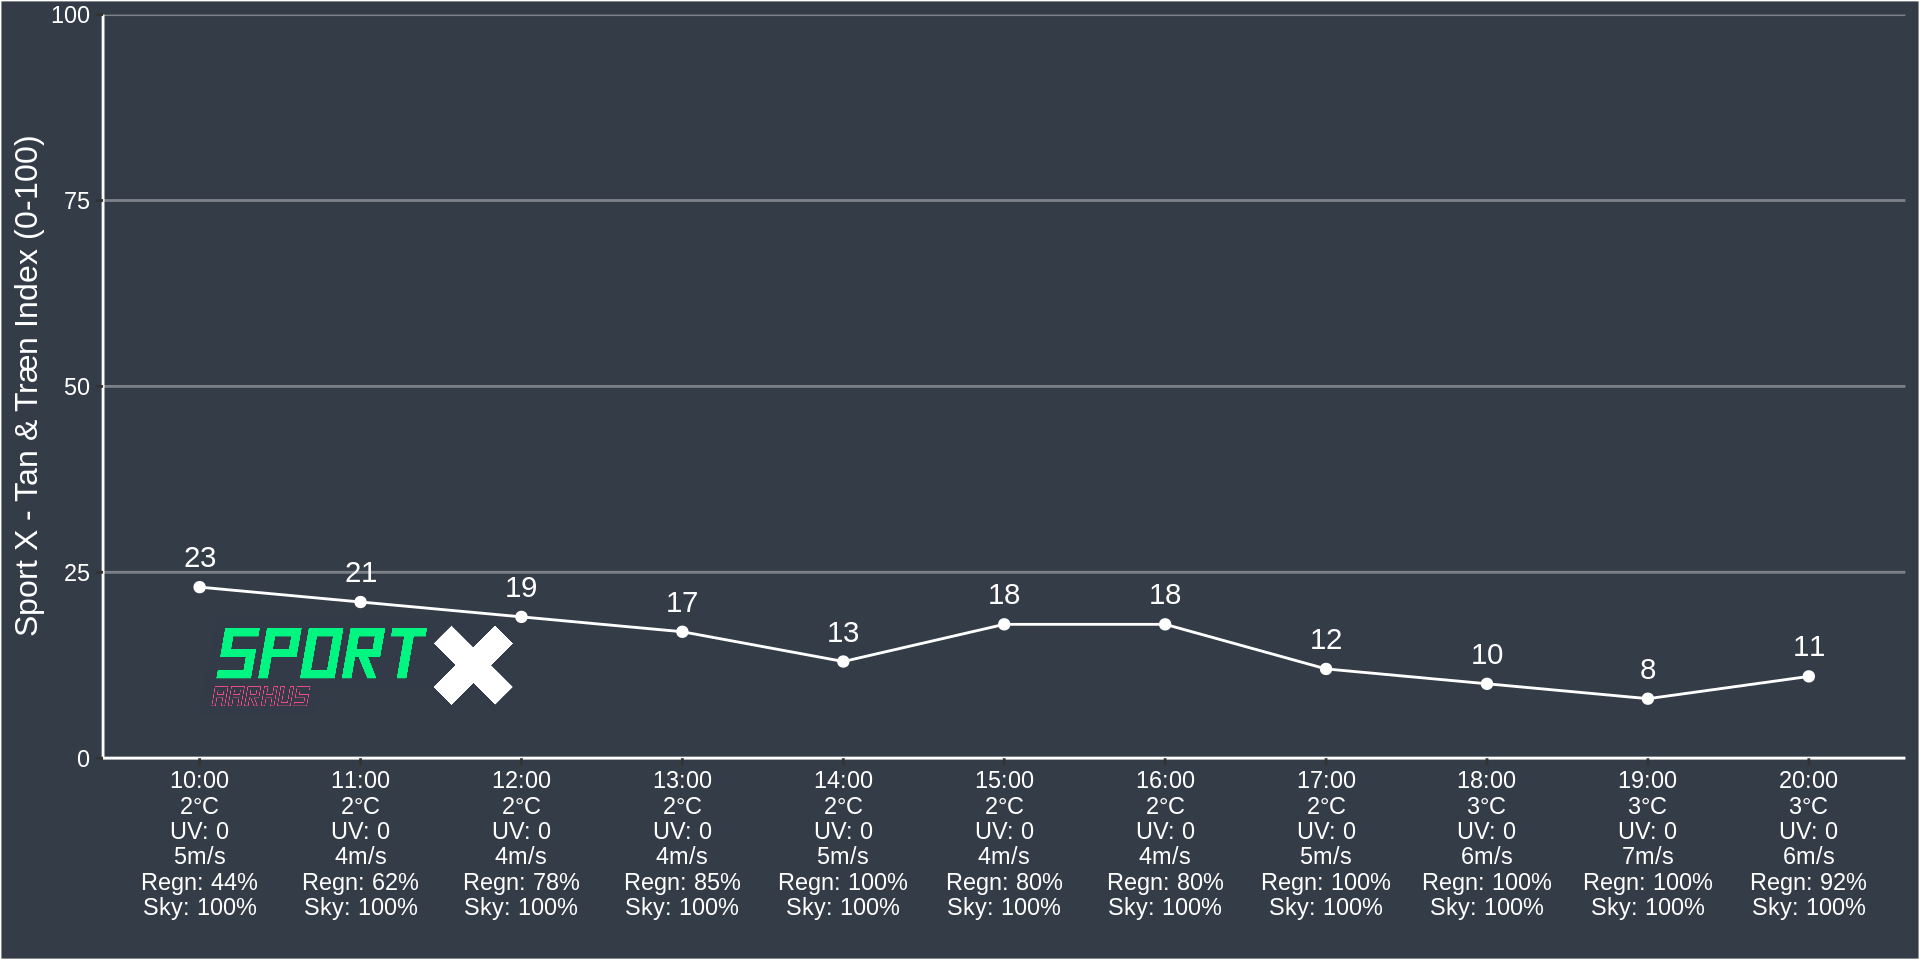 Sport X - Tan & Træn Index (0-100)
100
75
50
25
0
23
21
19
17
13
18
18
12
10
8
11
SPORT X
AARHUS
10:00 11:00 12:00 13:00 14:00 15:00 16:00 17:00 18:00 19:00 20:00
2°C 2°C 2°C 2°C 2°C 2°C 2°C 2°C 3°C 3°C 3°C
UV: 0 UV: 0 UV: 0 UV: 0 UV: 0 UV: 0 UV: 0 UV: 0 UV: 0 UV: 0 UV: 0
5m/s 4m/s 4m/s 4m/s 5m/s 4m/s 4m/s 5m/s 6m/s 7m/s 6m/s
Regn: 44% Regn: 62% Regn: 78% Regn: 85% Regn: 100% Regn: 80% Regn: 80% Regn: 100% Regn: 100% Regn: 100% Regn: 92%
Sky: 100% Sky: 100% Sky: 100% Sky: 100% Sky: 100% Sky: 100% Sky: 100% Sky: 100% Sky: 100% Sky: 100% Sky: 100%